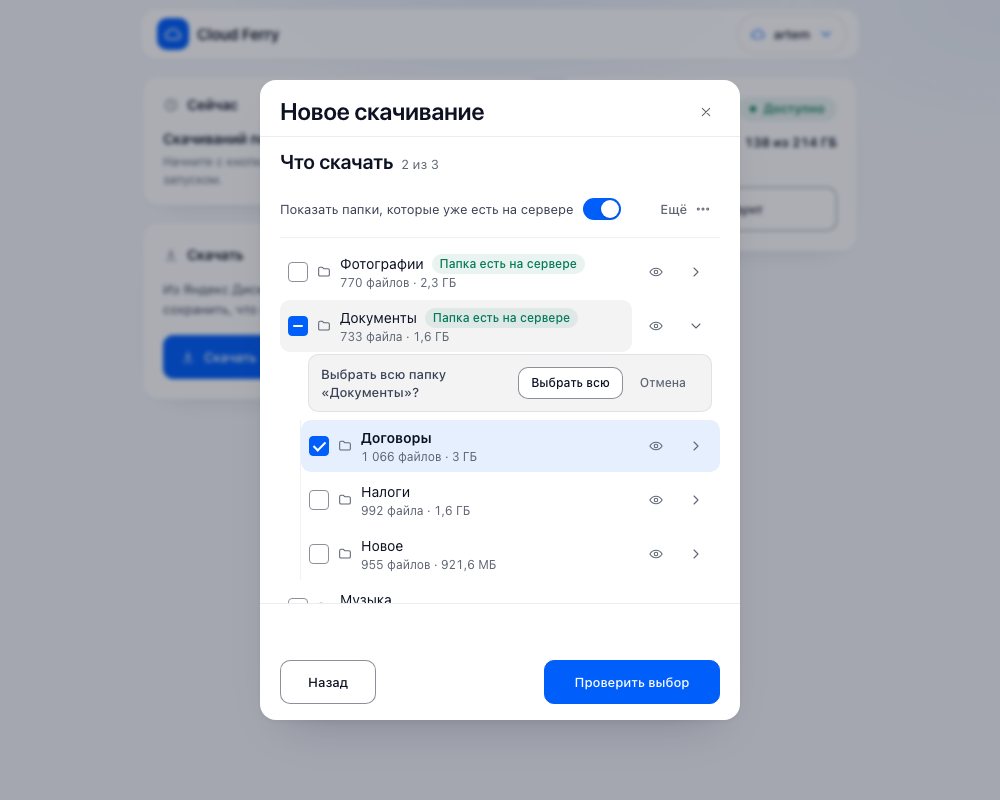 Cloud Ferry
artem
Новое скачивание
Сейчас
Доступно
138 из 214 ГБ
Что скачать 2 из 3
Показать папки, которые уже есть на сервере
Ещё
Фотографии Папка есть на сервере
770 файлов · 2,3 ГБ
Скачать
Документы Папка есть на сервере
733 файла · 1,6 ГБ
Выбрать всю папку
«Документы»?
Выбрать всю
Отмена
Договоры
1 066 файлов · 3 ГБ
Налоги
992 файла · 1,6 ГБ
Новое
955 файлов · 921,6 МБ
Музыка
Назад
Проверить выбор